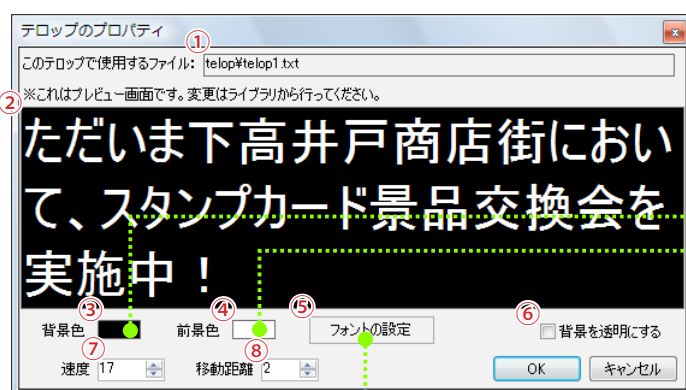 テロップのプロパティ
①
このテロップで使用するファイル: telop¥telop1.txt
②
※これはプレビュー画面です。変更はライブラリから行ってください。
ただいま下高井戸商店街におい
て、スタンプカード景品交換会を
実施中！
③ ④ ⑤ ⑥
背景色 前景色 フォントの設定 背景を透明にする
⑦ ⑧
速度 17 移動距離 2 OK キャンセル